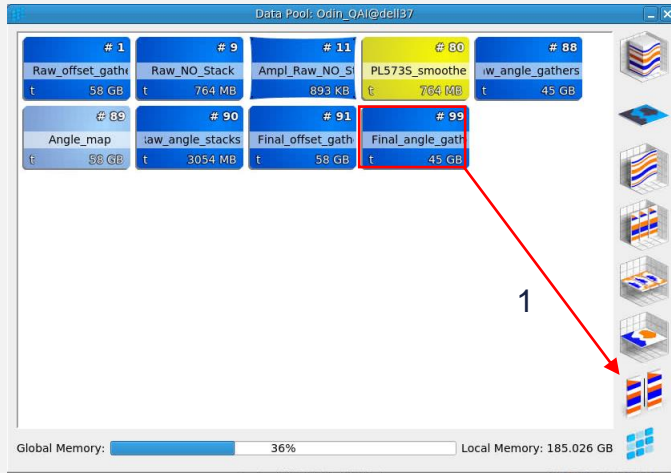 Data Pool: Odin_QAI@dell37
# 1
Raw_offset_gathe
t 58 GB
# 9
Raw_NO_Stack
t 764 MB
# 11
Ampl_Raw_NO_S
893 KB
# 80
PL573S_smoothe
t 764 MB
# 88
w_angle_gathers
t 45 GB
# 89
Angle_map
t 58 GB
# 90
aw_angle_stacks
t 3054 MB
# 91
Final_offset_gath
t 58 GB
# 99
Final_angle_gath
t 45 GB
1
Global Memory: 36% Local Memory: 185.026 GB